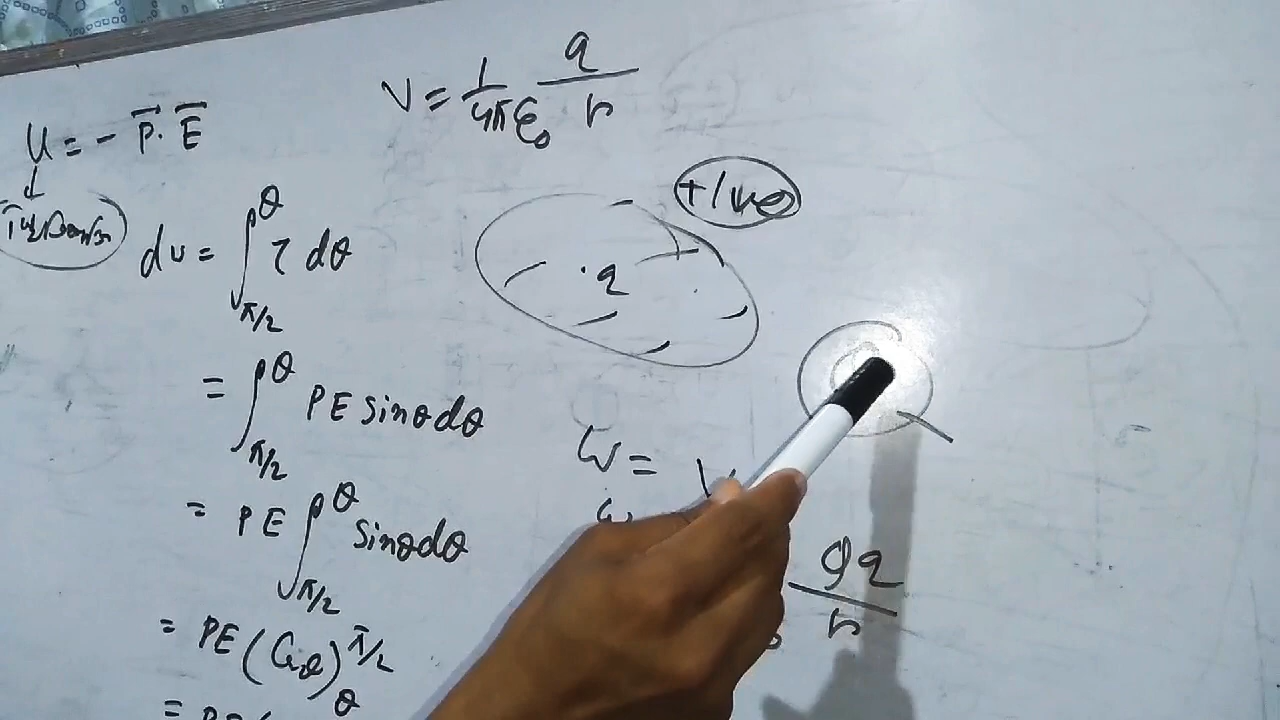 V = 1/4πε₀ q/r
U = - P⃗ . E⃗
dU = ∫_{π/2}^{θ} τ dθ
= ∫_{π/2}^{θ} PE sinθ dθ
= PE ∫_{π/2}^{θ} sinθ dθ
= PE (cosθ)_{θ}^{π/2}
+/ve
q
W =
Qq/r